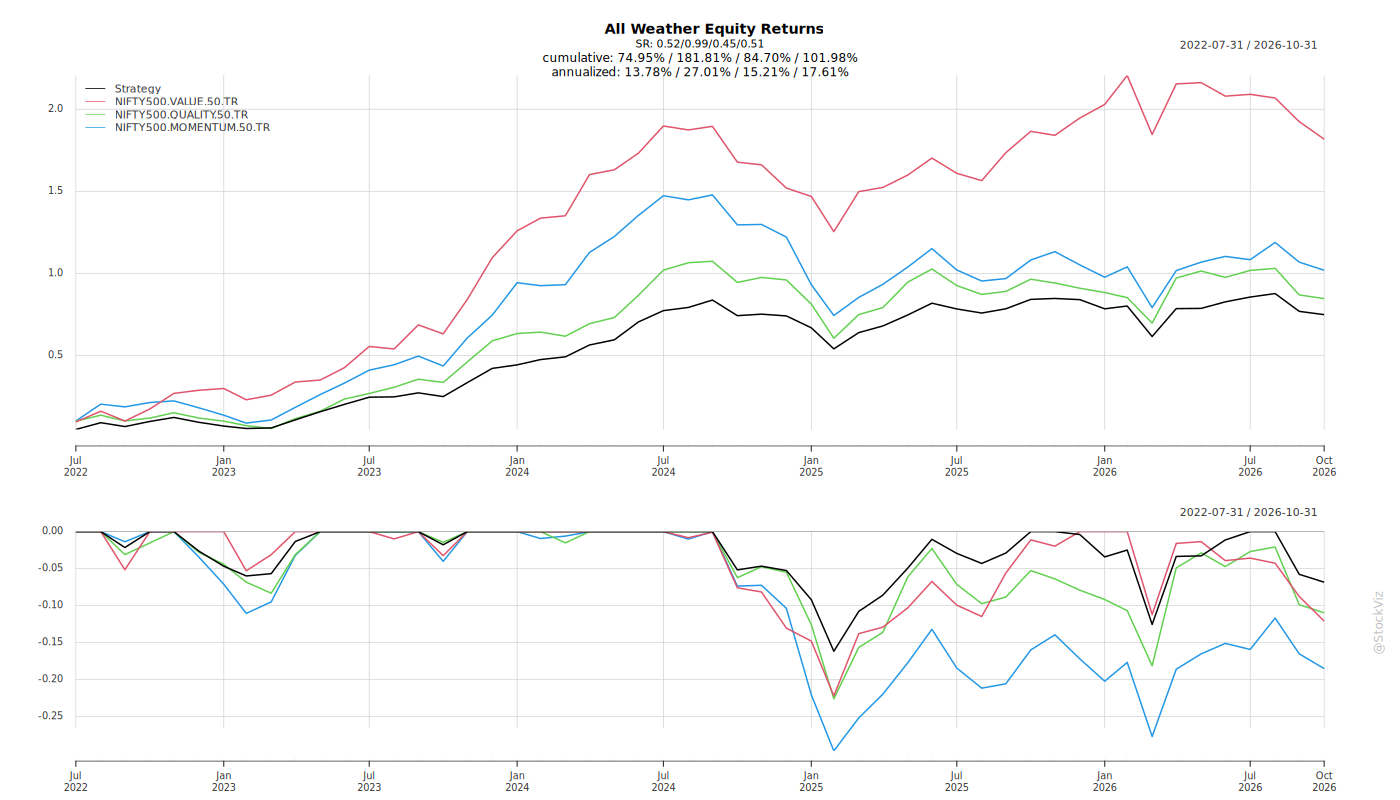 All Weather Equity Returns
SR: 0.52/0.99/0.45/0.51
cumulative: 74.95% / 181.81% / 84.70% / 101.98%
annualized: 13.78% / 27.01% / 15.21% / 17.61%
2022-07-31 / 2026-10-31
Strategy
NIFTY500.VALUE.50.TR
NIFTY500.QUALITY50.TR
NIFTY500.MOMENTUM.50.TR
2.0
1.5
1.0
0.5
Jul Jan Jul Jan Jul Jan Jul Jan Jul Oct
2022 2023 2023 2024 2024 2025 2025 2026 2026 2026
2022-07-31 / 2026-10-31
0.00
-0.05
-0.10
-0.15
-0.20
-0.25
Jul Jan Jul Jan Jul Jan Jul Jan Jul Oct
2022 2023 2023 2024 2024 2025 2025 2026 2026 2026
@StockViz